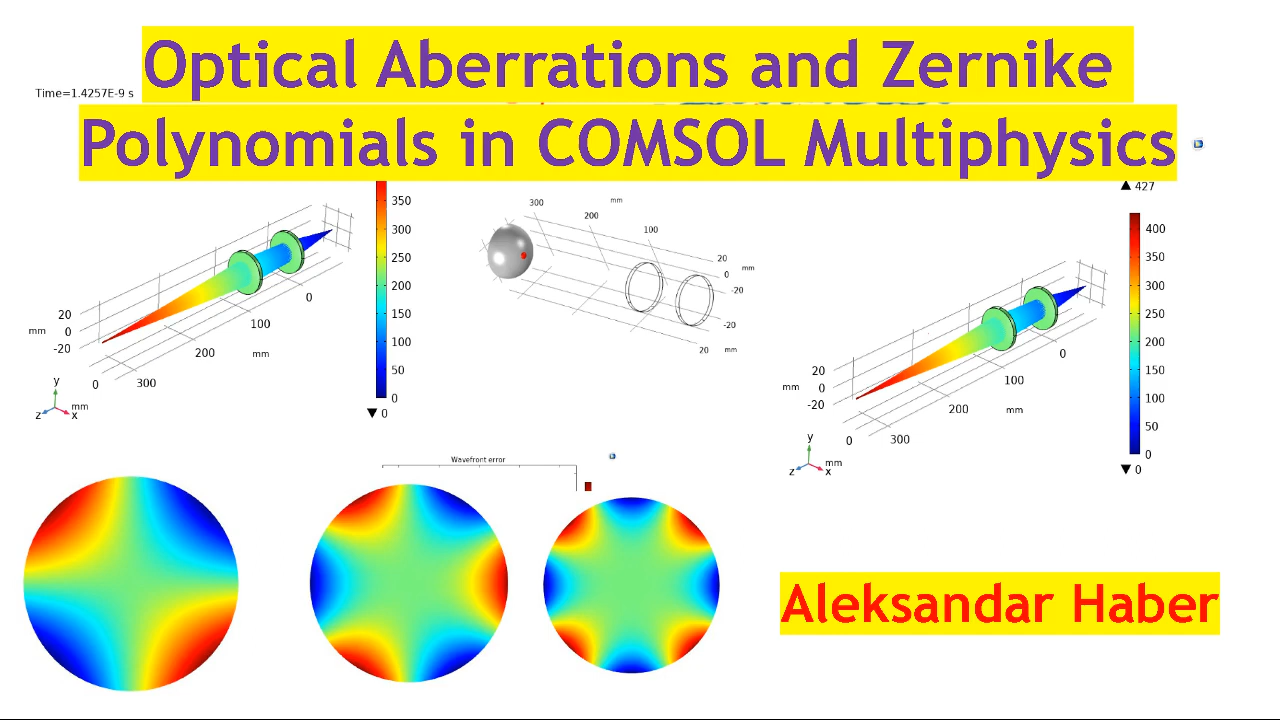 Optical Aberrations and Zernike
Time=1.4257E-9 s
Polynomials in COMSOL Multiphysics
▲ 427
350
300
250
200
150
100
50
0
▼ 0
20
0
-20
mm
0
100
200
mm
0
300
y
z
x
mm
300
200
mm
100
20
0
-20
mm
-20
20
mm
400
350
300
250
200
150
100
50
0
▼ 0
20
0
-20
mm
0
100
200
mm
0
300
y
z
x
mm
Wavefront error
Aleksandar Haber